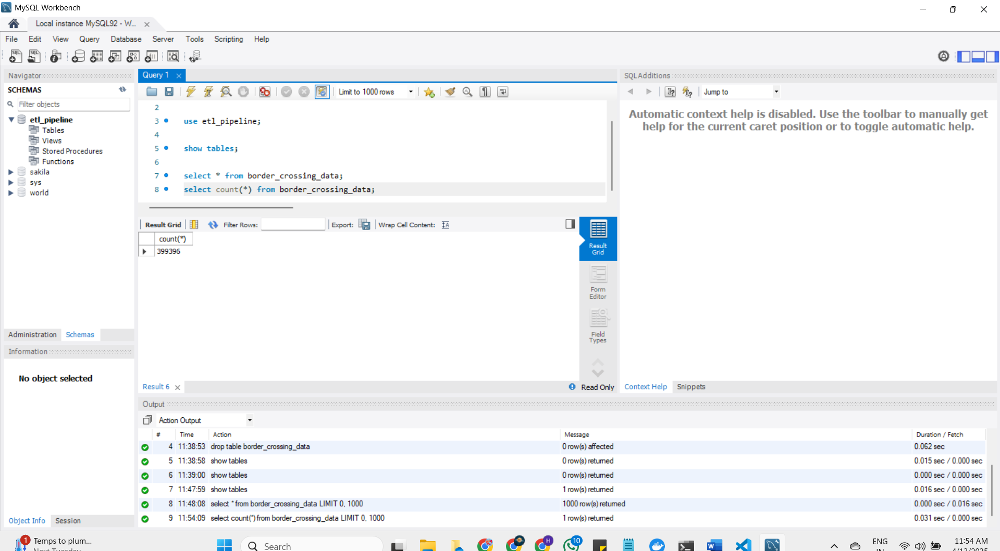 MySQL Workbench
Local instance MySQL92 - W...
File Edit View Query Database Server Tools Scripting Help
Navigator
SCHEMAS
Filter objects
etl_pipeline
Tables
Views
Stored Procedures
Functions
sakila
sys
world
Administration Schemas
Information
No object selected
Object Info Session
Query 1
Limit to 1000 rows
2
3 use etl_pipeline;
4
5 show tables;
6
7 select * from border_crossing_data;
8 select count(*) from border_crossing_data;
Result Grid Filter Rows: Export: Wrap Cell Content:
count(*)
399396
Result
Grid
Form
Editor
Field
Types
Result 6
Read Only
SQLAdditions
Jump to
Automatic context help is disabled. Use the toolbar to manually get
help for the current caret position or to toggle automatic help.
Context Help Snippets
Output
Action Output
# Time Action Message Duration / Fetch
4 11:38:53 drop table border_crossing_data 0 row(s) affected 0.062 sec
5 11:38:58 show tables 0 row(s) returned 0.015 sec / 0.000 sec
6 11:39:00 show tables 0 row(s) returned 0.000 sec / 0.000 sec
7 11:47:59 show tables 1 row(s) returned 0.016 sec / 0.000 sec
8 11:48:08 select * from border_crossing_data LIMIT 0, 1000 1000 row(s) returned 0.000 sec / 0.016 sec
9 11:54:09 select count(*) from border_crossing_data LIMIT 0, 1000 1 row(s) returned 0.031 sec / 0.000 sec
1
Temps to plum...
Next Tuesday
Search
H
10
ENG
IN
11:54 AM
4/13/2025